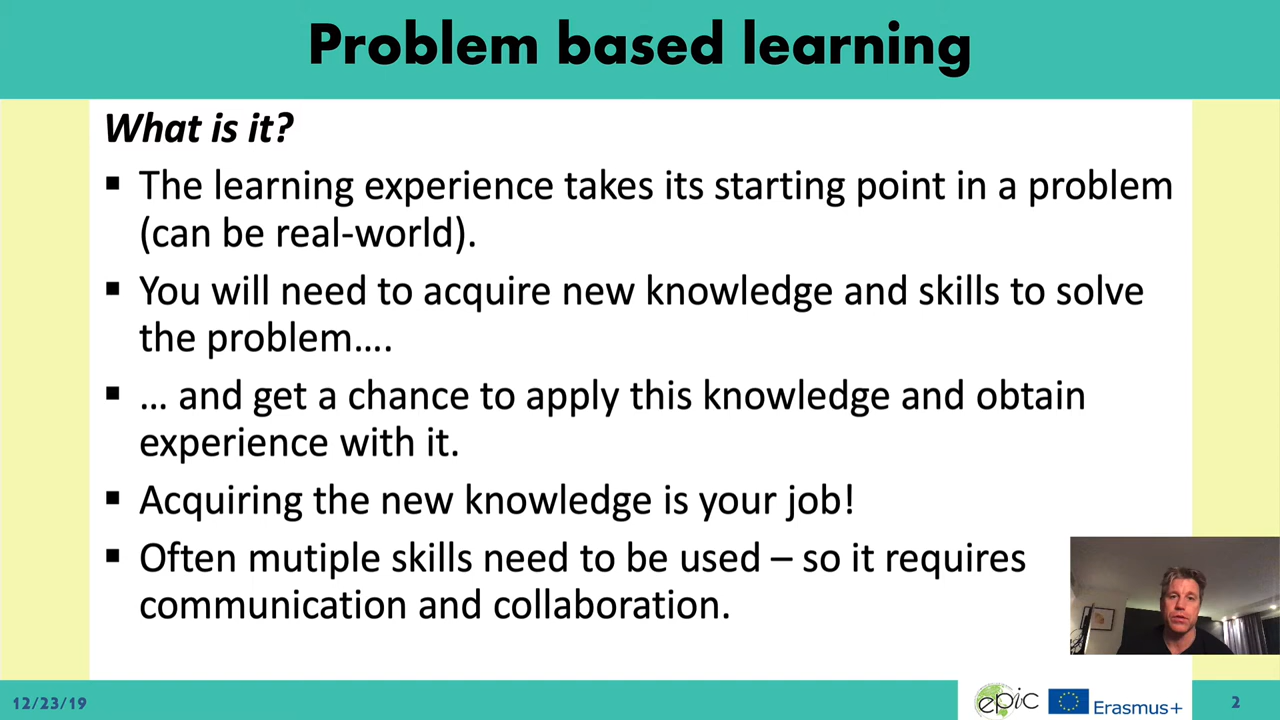 Problem based learning
What is it?
▪ The learning experience takes its starting point in a problem
(can be real-world).
▪ You will need to acquire new knowledge and skills to solve
the problem….
▪ … and get a chance to apply this knowledge and obtain
experience with it.
▪ Acquiring the new knowledge is your job!
▪ Often mutiple skills need to be used – so it requires
communication and collaboration.
12/23/19
epic
Erasmus+
2